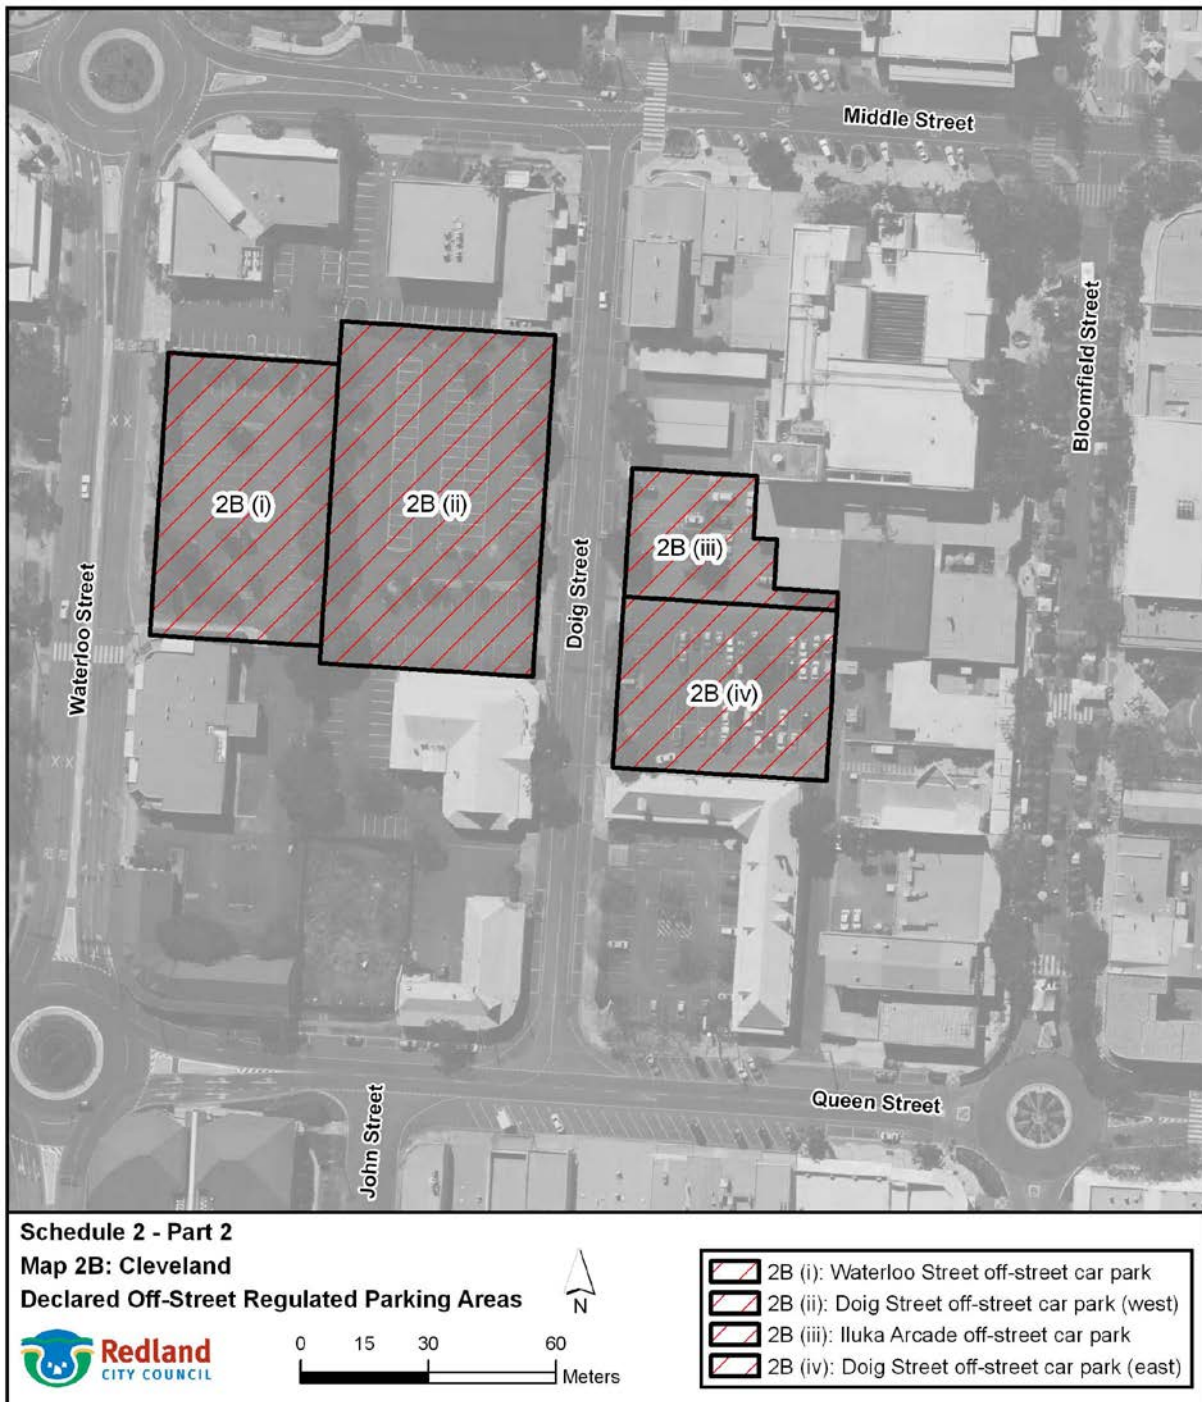 Middle Street
Bloomfield Street
2B (i)
2B (ii)
2B (iii)
Doig Street
Waterloo Street
2B (iv)
Queen Street
John Street
Schedule 2 - Part 2
Map 2B: Cleveland
Declared Off-Street Regulated Parking Areas
N
Redland
CITY COUNCIL
0 15 30 60
Meters
2B (i): Waterloo Street off-street car park
2B (ii): Doig Street off-street car park (west)
2B (iii): Iluka Arcade off-street car park
2B (iv): Doig Street off-street car park (east)